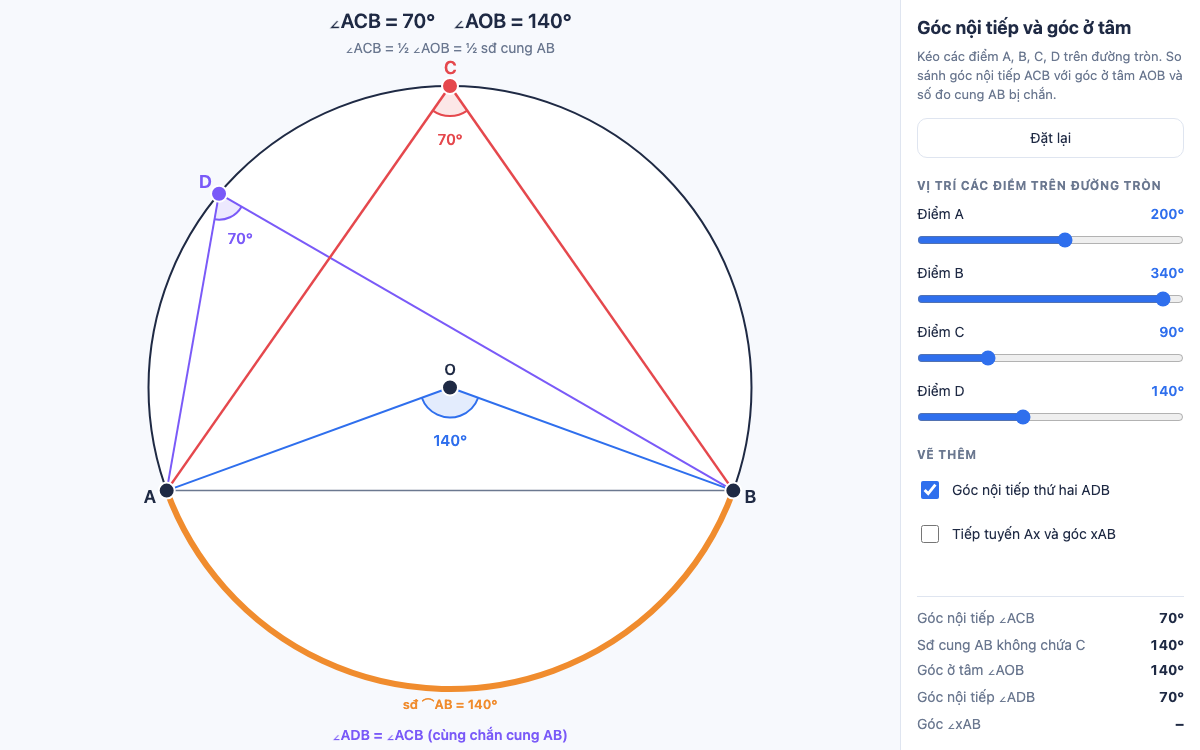 ∠ACB = 70° ∠AOB = 140°
∠ACB = ½ ∠AOB = ½ sđ cung AB
C
70°
D
70°
O
140°
A
B
sđ ⌒AB = 140°
∠ADB = ∠ACB (cùng chắn cung AB)
Góc nội tiếp và góc ở tâm
Kéo các điểm A, B, C, D trên đường tròn. So
sánh góc nội tiếp ACB với góc ở tâm AOB và
số đo cung AB bị chắn.
Đặt lại
VỊ TRÍ CÁC ĐIỂM TRÊN ĐƯỜNG TRÒN
Điểm A 200°
Điểm B 340°
Điểm C 90°
Điểm D 140°
VẼ THÊM
Góc nội tiếp thứ hai ADB
Tiếp tuyến Ax và góc xAB
Góc nội tiếp ∠ACB 70°
Sđ cung AB không chứa C 140°
Góc ở tâm ∠AOB 140°
Góc nội tiếp ∠ADB 70°
Góc ∠xAB –